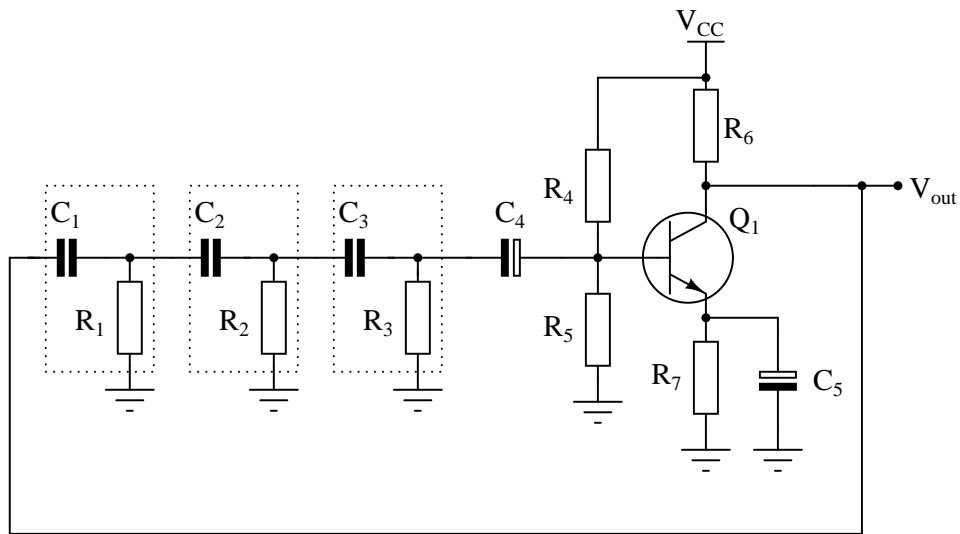 V_CC
R_6
R_4
V_out
C_1
C_2
C_3
C_4
Q_1
R_1
R_2
R_3
R_5
R_7
C_5